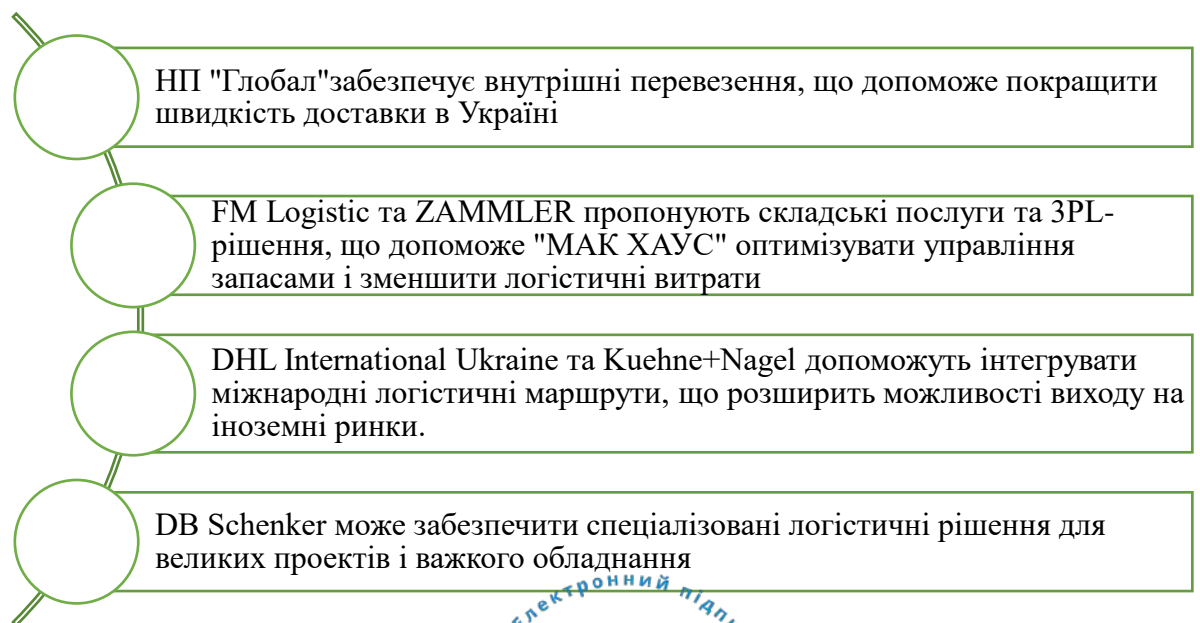 НП "Глобал"забезпечує внутрішні перевезення, що допоможе покращити
швидкість доставки в Україні
FM Logistic та ZAMMLER пропонують складські послуги та 3PL-
рішення, що допоможе "МАК ХАУС" оптимізувати управління
запасами і зменшити логістичні витрати
DHL International Ukraine та Kuehne+Nagel допоможуть інтегрувати
міжнародні логістичні маршрути, що розширить можливості виходу на
іноземні ринки.
DB Schenker може забезпечити спеціалізовані логістичні рішення для
великих проектів і важкого обладнання